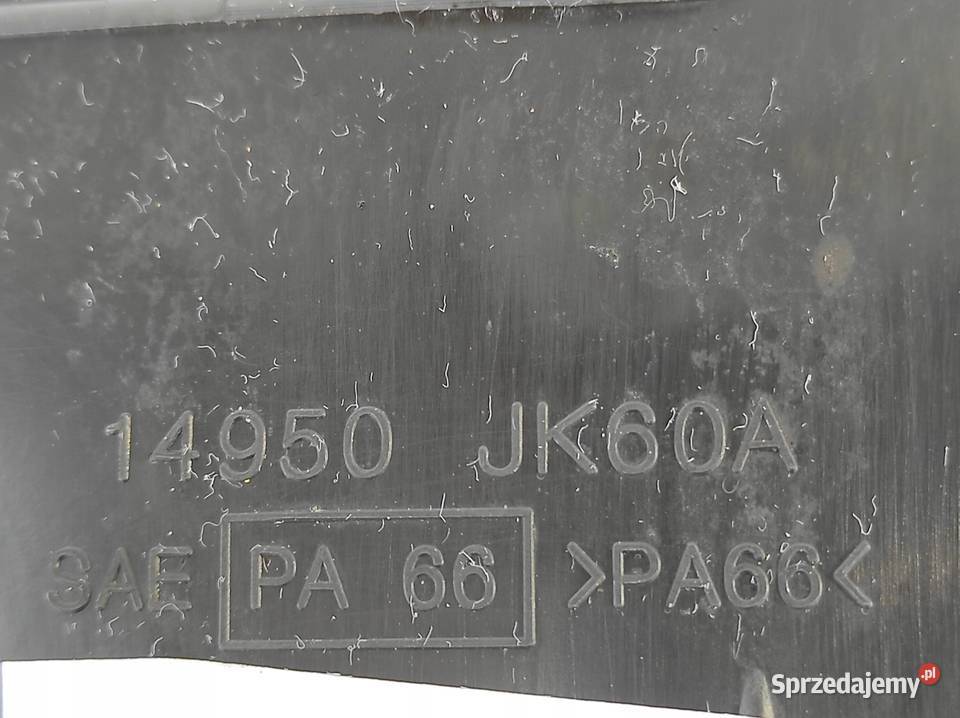 14950 JK60A
SAE PA 66 >PA66<
Sprzedajemy.pl